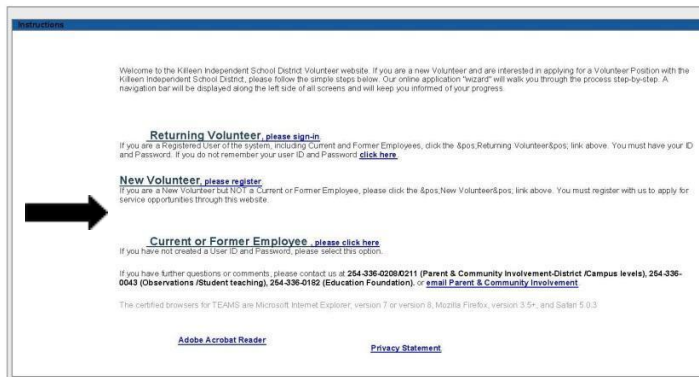 Instructions
Welcome to the Killeen Independent School District Volunteer website. If you are a new Volunteer and are interested in applying for a Volunteer Position with the
Killeen Independent School District, please follow the simple steps below. Our online application "wizard" will walk you through the process step-by-step. A
navigation bar will be displayed along the left side of all screens and will keep you informed of your progress.
Returning Volunteer, please sign-in.
If you are a Registered User of the system, including Current and Former Employees, click the &pos;Returning Volunteer&pos; link above. You must have your ID
and Password. If you do not remember your user ID and Password click here.
New Volunteer, please register
If you are a New Volunteer but NOT a Current or Former Employee, please click the &pos;New Volunteer&pos; link above. You must register with us to apply for
service opportunities through this website.
Current or Former Employee , please click here.
If you have not created a User ID and Password, please select this option.
If you have further questions or comments, please contact us at 254-336-0208/0211 (Parent & Community Involvement-District /Campus levels), 254-336-
0043 (Observations /Student teaching), 254-336-0182 (Education Foundation). or email Parent & Community Involvement
The certified browsers for TEAMS are Microsoft Internet Explorer, version 7 or version 8, Mozilla Firefox, version 3.5+, and Safari 5.0.3
Adobe Acrobat Reader
Privacy Statement